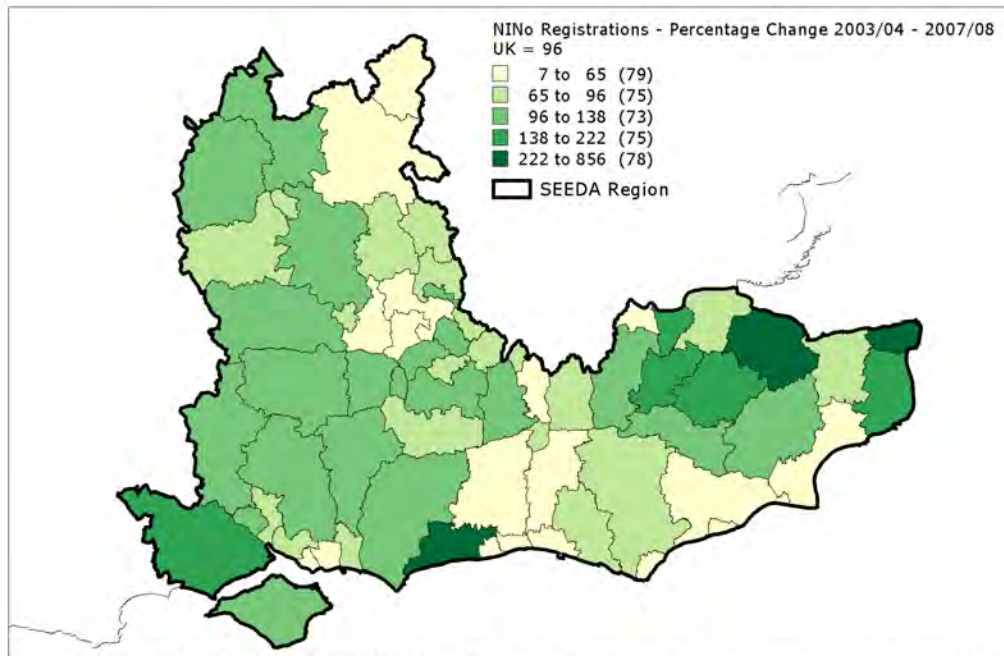 NINo Registrations - Percentage Change 2003/04 - 2007/08
UK = 96
7 to 65 (79)
65 to 96 (75)
96 to 138 (73)
138 to 222 (75)
222 to 856 (78)
SEEDA Region